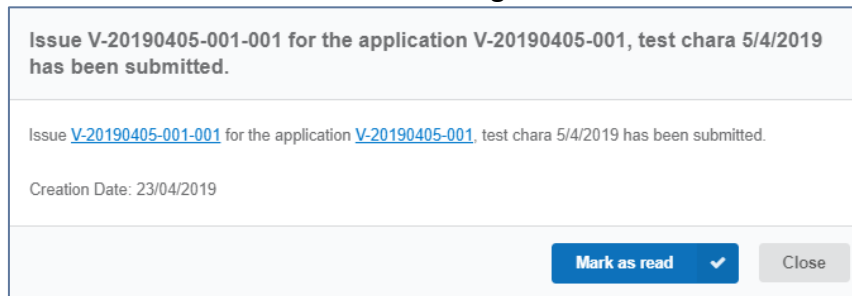 Issue V-20190405-001-001 for the application V-20190405-001, test chara 5/4/2019
has been submitted.
Issue V-20190405-001-001 for the application V-20190405-001, test chara 5/4/2019 has been submitted.
Creation Date: 23/04/2019
Mark as read
Close